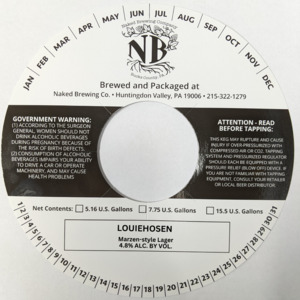 JAN FEB MAR APR MAY JUN JUL AUG SEP OCT NOV DEC
Naked Brewing Company
NB
Brewed and Packaged at
Naked Brewing Co. • Huntingdon Valley, PA 19006 • 215-322-1279
GOVERNMENT WARNING:
(1) ACCORDING TO THE SURGEON
GENERAL, WOMEN SHOULD NOT
DRINK ALCOHOLIC BEVERAGES
DURING PREGNANCY BECAUSE OF
THE RISK OF BIRTH DEFECTS.
(2) CONSUMPTION OF ALCOHOLIC
BEVERAGES IMPAIRS YOUR ABILITY
TO DRIVE A CAR OR OPERATE
MACHINERY, AND MAY CAUSE
HEALTH PROBLEMS
ATTENTION - READ
BEFORE TAPPING:
THIS KEG MAY RUPTURE AND CAUSE
INJURY IF OVER-PRESSURIZED WITH
COMPRESSED AIR OR CO2. TAPPING
SYSTEM AND PRESSURIZED REGULATOR
SHOULD EACH BE EQUIPPED WITH A
PRESSURE RELIEF (BLOW OFF) DEVICE. IF
YOU ARE NOT FAMILIAR WITH TAPPING
EQUIPMENT, CONSULT YOUR RETAILER
OR LOCAL BEER DISTRIBUTOR.
Net Contents: 5.16 U.S. Gallons 7.75 U.S. Gallons 15.5 U.S. Gallons
LOUIEHOSEN
Marzen-style Lager
4.8% ALC. BY VOL.
1 2 3 4 5 6 7 8 9 10 11 12 13 14 15 16 17 18 19 20 21 22 23 24 25 26 27 28 29 30 31